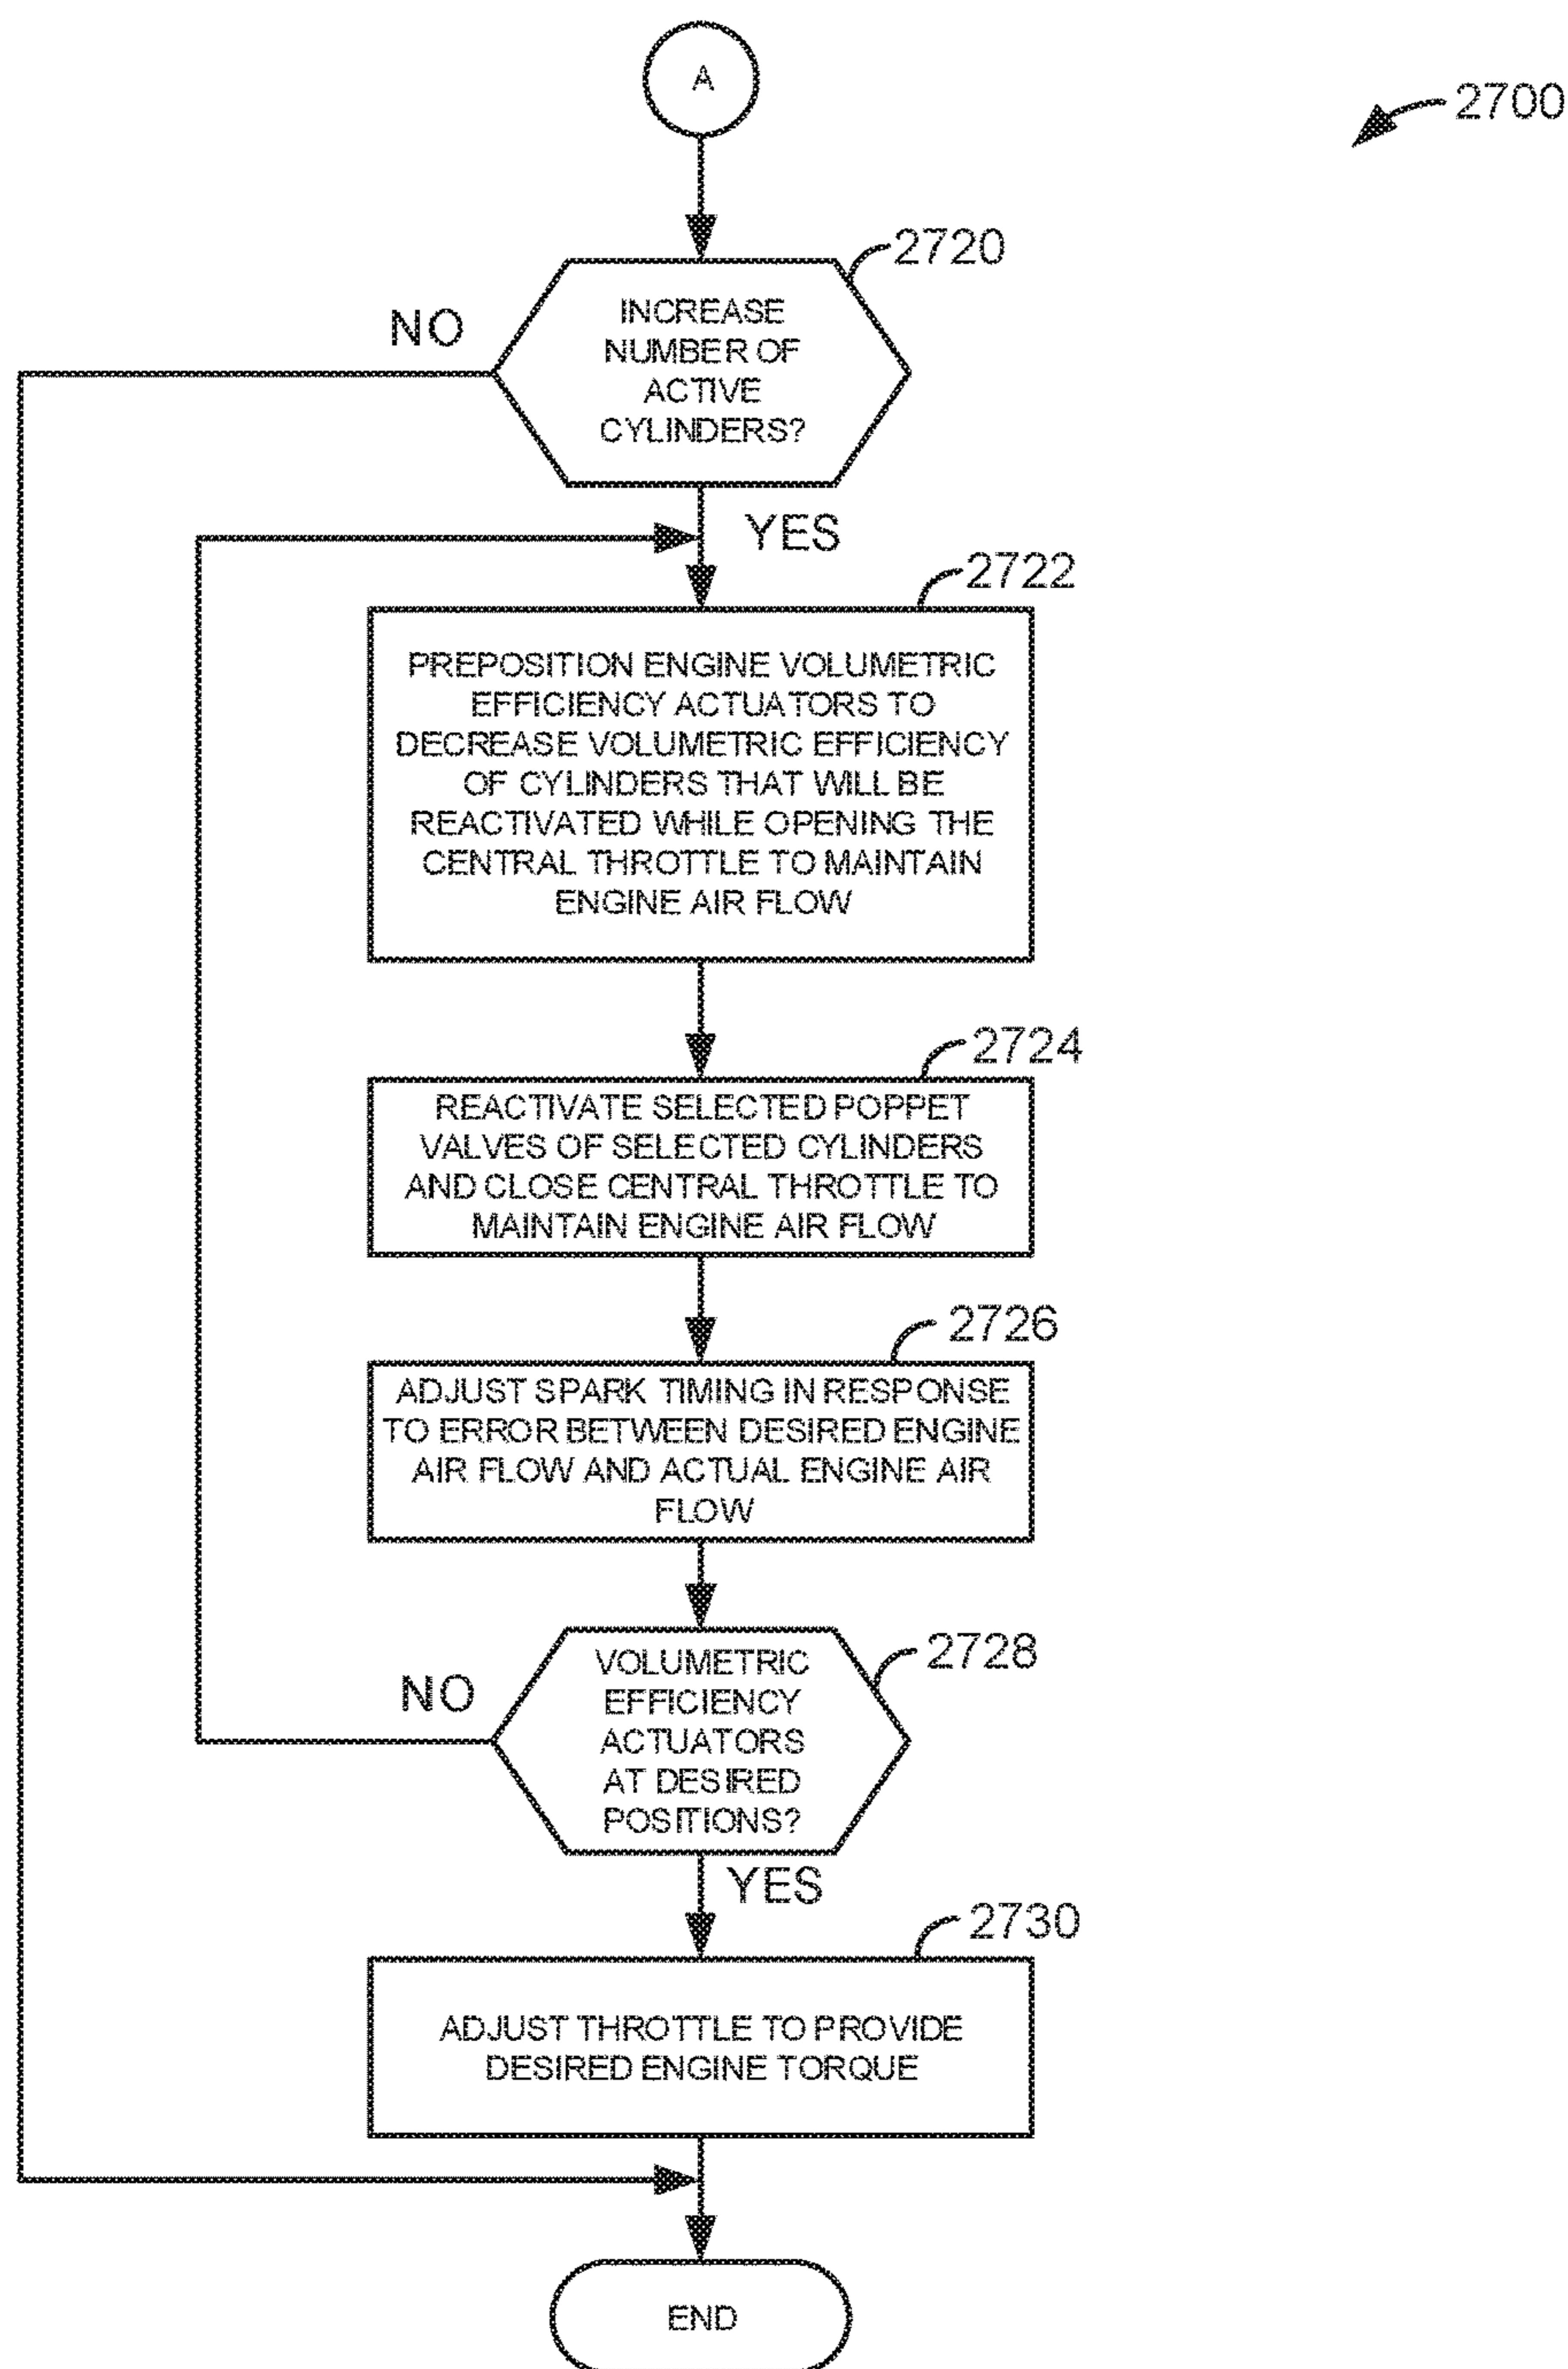 A
2700
2720
INCREASE
NUMBER OF
ACTIVE
CYLINDERS?
NO
YES
2722
PREPOSITION ENGINE VOLUMETRIC
EFFICIENCY ACTUATORS TO
DECREASE VOLUMETRIC EFFICIENCY
OF CYLINDERS THAT WILL BE
REACTIVATED WHILE OPENING THE
CENTRAL THROTTLE TO MAINTAIN
ENGINE AIR FLOW
2724
REACTIVATE SELECTED POPPET
VALVES OF SELECTED CYLINDERS
AND CLOSE CENTRAL THROTTLE TO
MAINTAIN ENGINE AIR FLOW
2726
ADJUST SPARK TIMING IN RESPONSE
TO ERROR BETWEEN DESIRED ENGINE
AIR FLOW AND ACTUAL ENGINE AIR
FLOW
2728
VOLUMETRIC
EFFICIENCY
ACTUATORS
AT DESIRED
POSITIONS?
NO
YES
2730
ADJUST THROTTLE TO PROVIDE
DESIRED ENGINE TORQUE
END